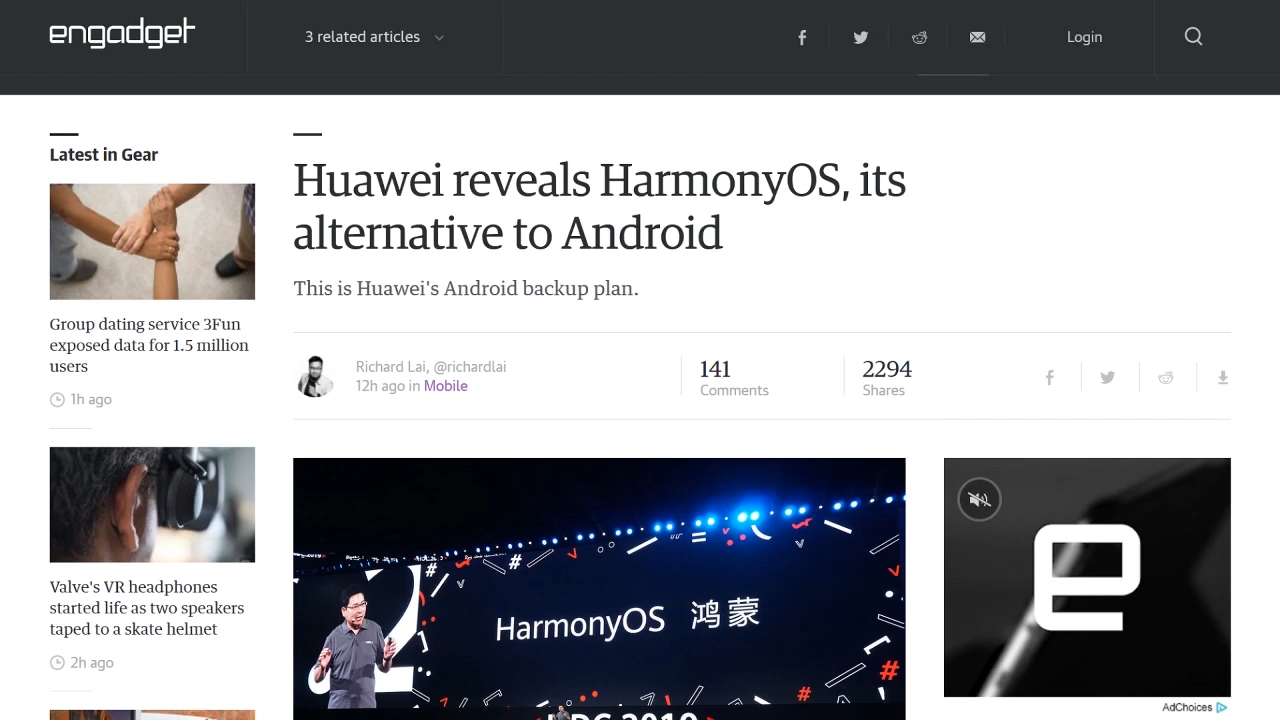 engadget
3 related articles
Login
Latest in Gear
Group dating service 3Fun
exposed data for 1.5 million
users
1h ago
Valve's VR headphones
started life as two speakers
taped to a skate helmet
2h ago
Huawei reveals HarmonyOS, its
alternative to Android
This is Huawei's Android backup plan.
Richard Lai, @richardlai
12h ago in Mobile
141
Comments
2294
Shares
HarmonyOS 鸿蒙
AdChoices